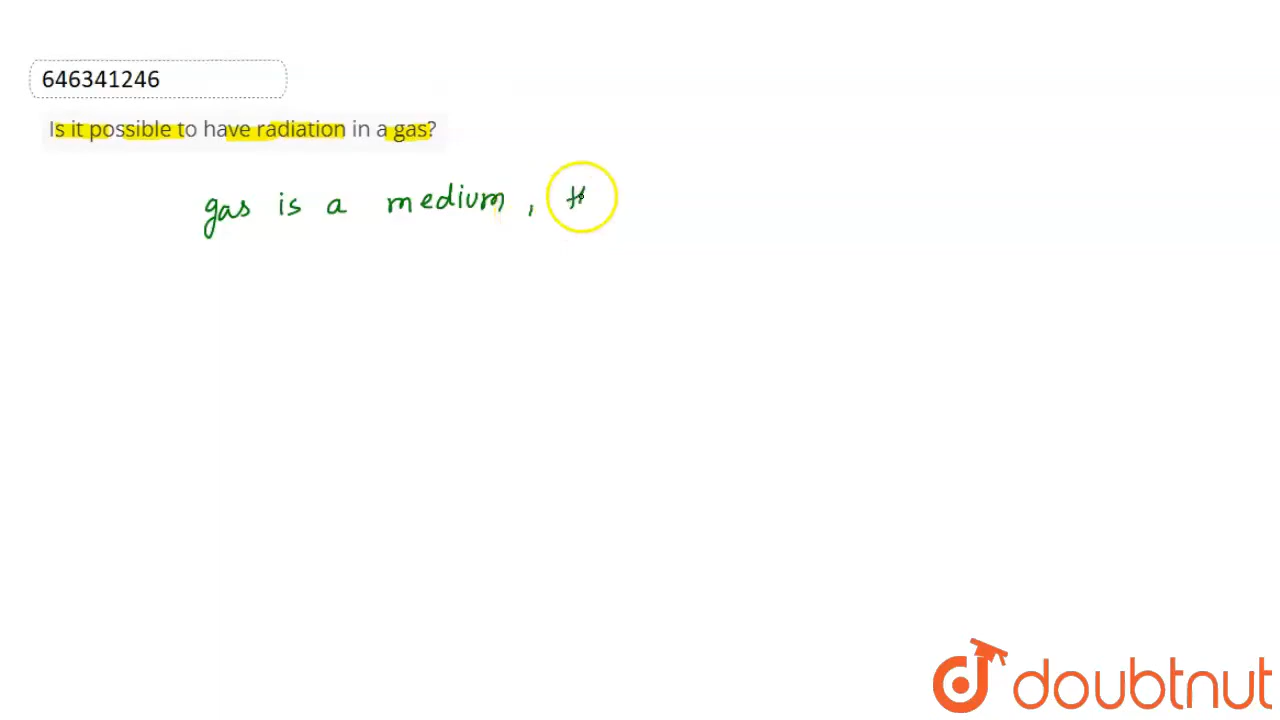 646341246
Is it possible to have radiation in a gas?
gas is a medium,
doubtnut